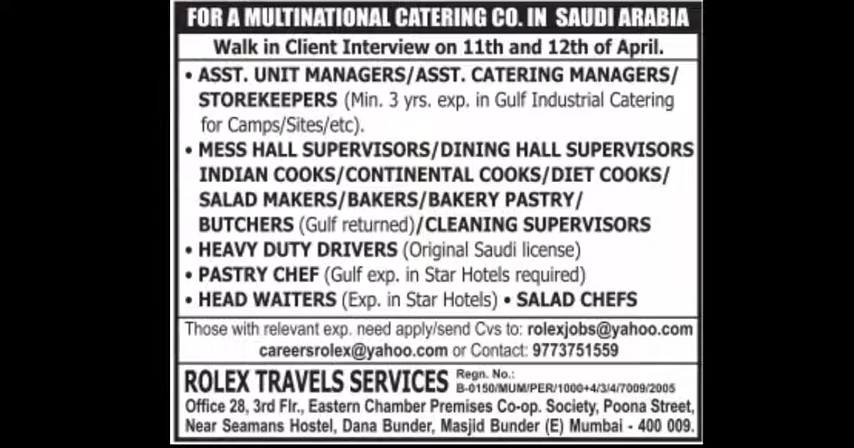 FOR A MULTINATIONAL CATERING CO. IN SAUDI ARABIA
Walk in Client Interview on 11th and 12th of April.
• ASST. UNIT MANAGERS/ASST. CATERING MANAGERS/
STOREKEEPERS (Min. 3 yrs. exp. in Gulf Industrial Catering
for Camps/Sites/etc).
• MESS HALL SUPERVISORS/DINING HALL SUPERVISORS
INDIAN COOKS/CONTINENTAL COOKS/DIET COOKS/
SALAD MAKERS/BAKERS/BAKERY PASTRY/
BUTCHERS (Gulf returned)/CLEANING SUPERVISORS
• HEAVY DUTY DRIVERS (Original Saudi license)
• PASTRY CHEF (Gulf exp. in Star Hotels required)
• HEAD WAITERS (Exp. in Star Hotels) • SALAD CHEFS
Those with relevant exp. need apply/send Cvs to: rolexjobs@yahoo.com
careersrolex@yahoo.com or Contact: 9773751559
ROLEX TRAVELS SERVICES Regn. No.:
B-0150/MUM/PER/1000+4/3/4/7009/2005
Office 28, 3rd Flr., Eastern Chamber Premises Co-op. Society, Poona Street,
Near Seamans Hostel, Dana Bunder, Masjid Bunder (E) Mumbai - 400 009.